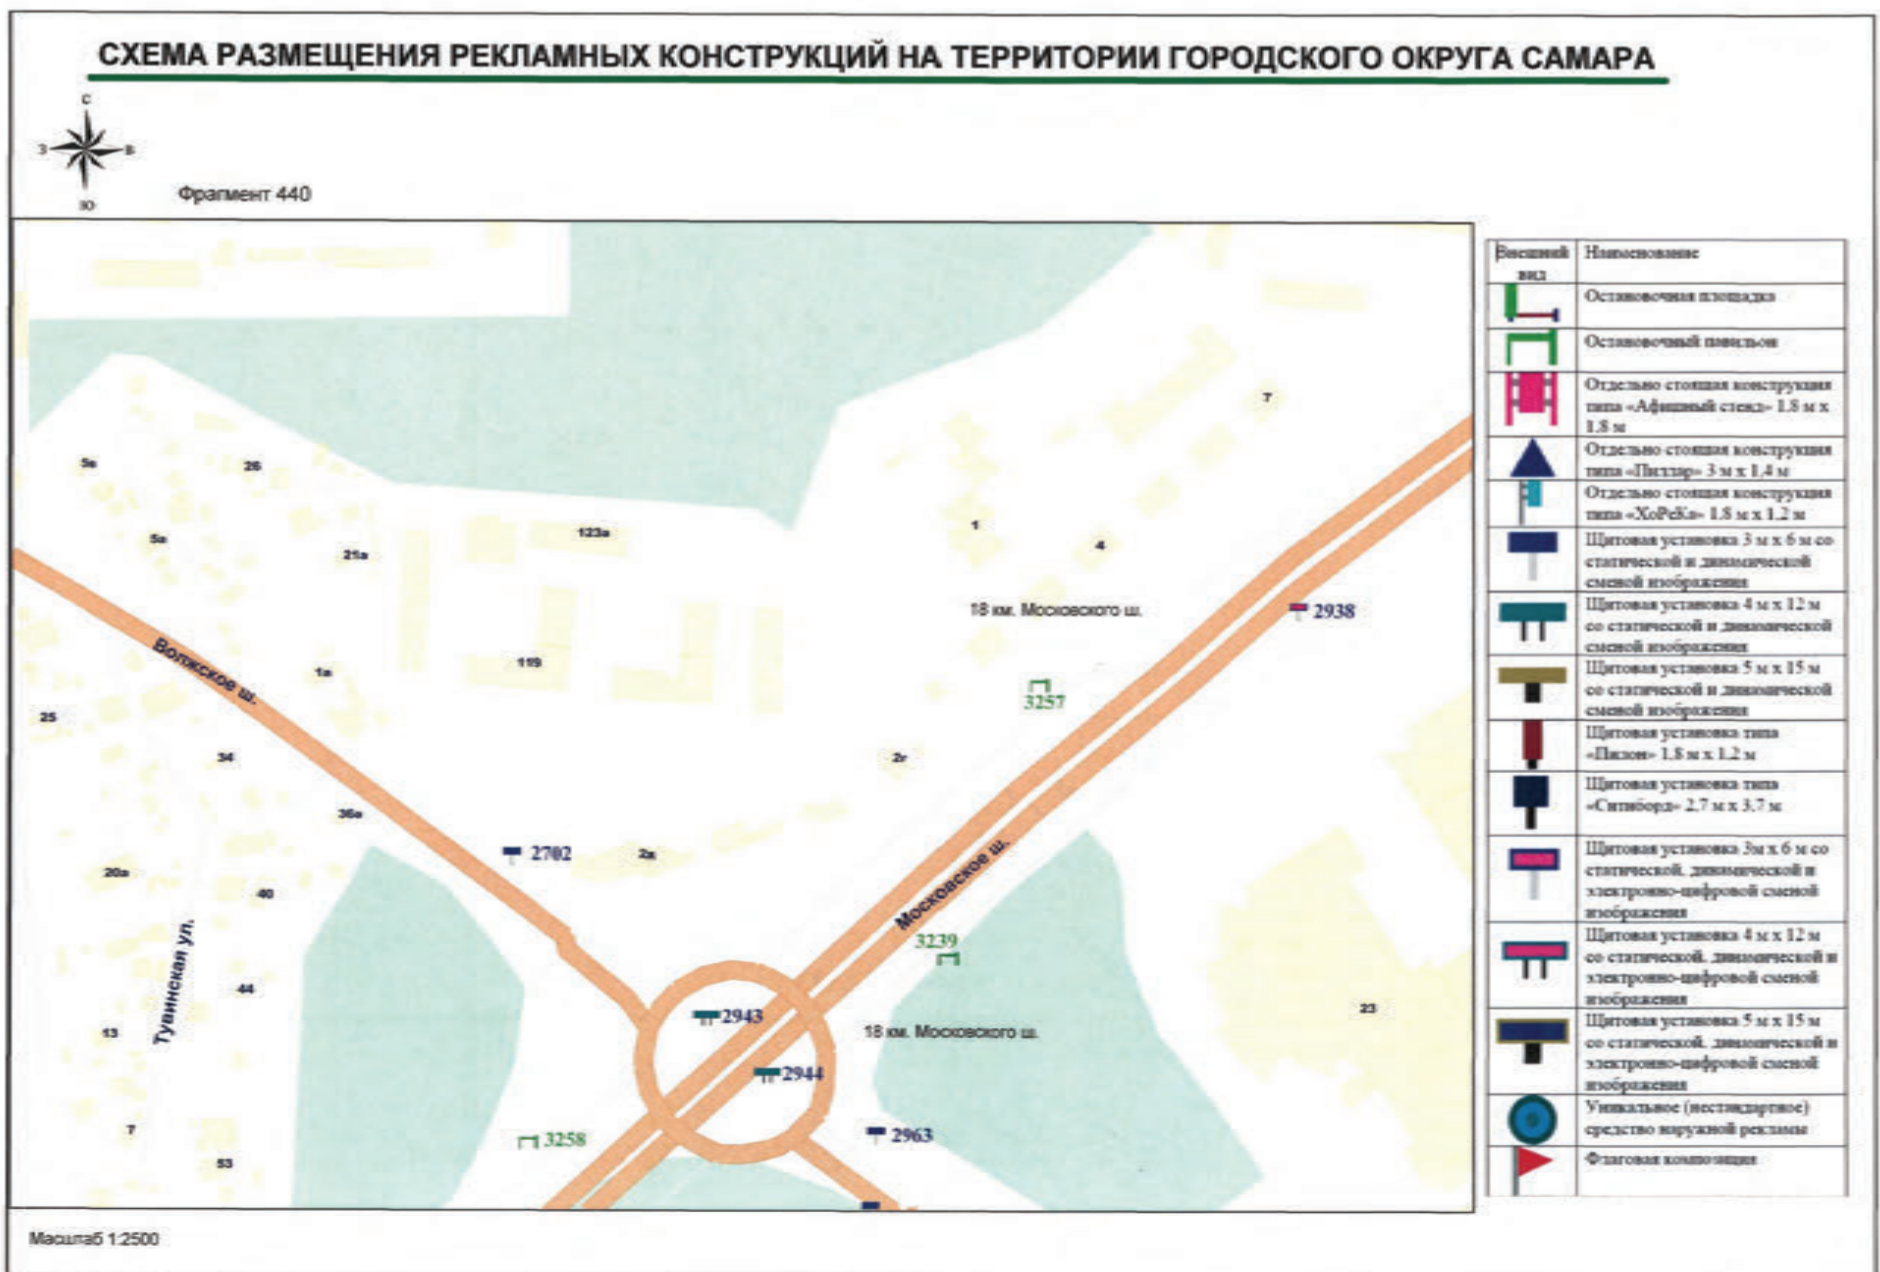 СХЕМА РАЗМЕЩЕНИЯ РЕКЛАМНЫХ КОНСТРУКЦИЙ НА ТЕРРИТОРИИ ГОРОДСКОГО ОКРУГА САМАРА
С
З
В
Ю
Фрагмент 440
7
5в
26
5а
21а
123а
1
4
18 км. Московского ш.
2938
Волжское ш.
1а
119
3257
25
34
2г
36а
2702
2д
20а
40
Московское ш.
3239
Тувинская ул.
44
23
13
2943
18 км. Московского ш.
2944
7
3258
2963
53
Масштаб 1:2500
Внешний
вид
Наименование
Остановочная площадка
Остановочный павильон
Отдельно стоящая конструкция
типа «Афишный стенд» 1.8 м х
1.8 м
Отдельно стоящая конструкция
типа «Пиллар» 3 м х 1,4 м
Отдельно стоящая конструкция
типа «ХоРеКа» 1.8 м х 1.2 м
Щитовая установка 3 м х 6 м со
статической и динамической
сменой изображения
Щитовая установка 4 м х 12 м
со статической и динамической
сменой изображения
Щитовая установка 5 м х 15 м
со статической и динамической
сменой изображения
Щитовая установка типа
«Пилон» 1.8 м х 1.2 м
Щитовая установка типа
«Ситиборд» 2.7 м х 3.7 м
Щитовая установка 3м х 6 м со
статической, динамической и
электронно-цифровой сменой
изображения
Щитовая установка 4 м х 12 м
со статической, динамической и
электронно-цифровой сменой
изображения
Щитовая установка 5 м х 15 м
со статической, динамической и
электронно-цифровой сменой
изображения
Уникальное (нестандартное)
средство наружной рекламы
Флаговая композиция